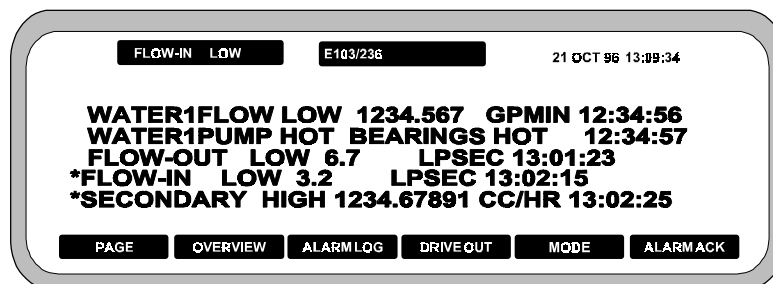 FLOW-IN LOW E103/236 21 OCT 96 13:09:34
WATER1FLOW LOW 1234.567 GPMIN 12:34:56
WATER1PUMP HOT BEARINGS HOT 12:34:57
FLOW-OUT LOW 6.7 LPSEC 13:01:23
*FLOW-IN LOW 3.2 LPSEC 13:02:15
*SECONDARY HIGH 1234.67891 CC/HR 13:02:25
PAGE OVERVIEW ALARM LOG DRIVE OUT MODE ALARM ACK